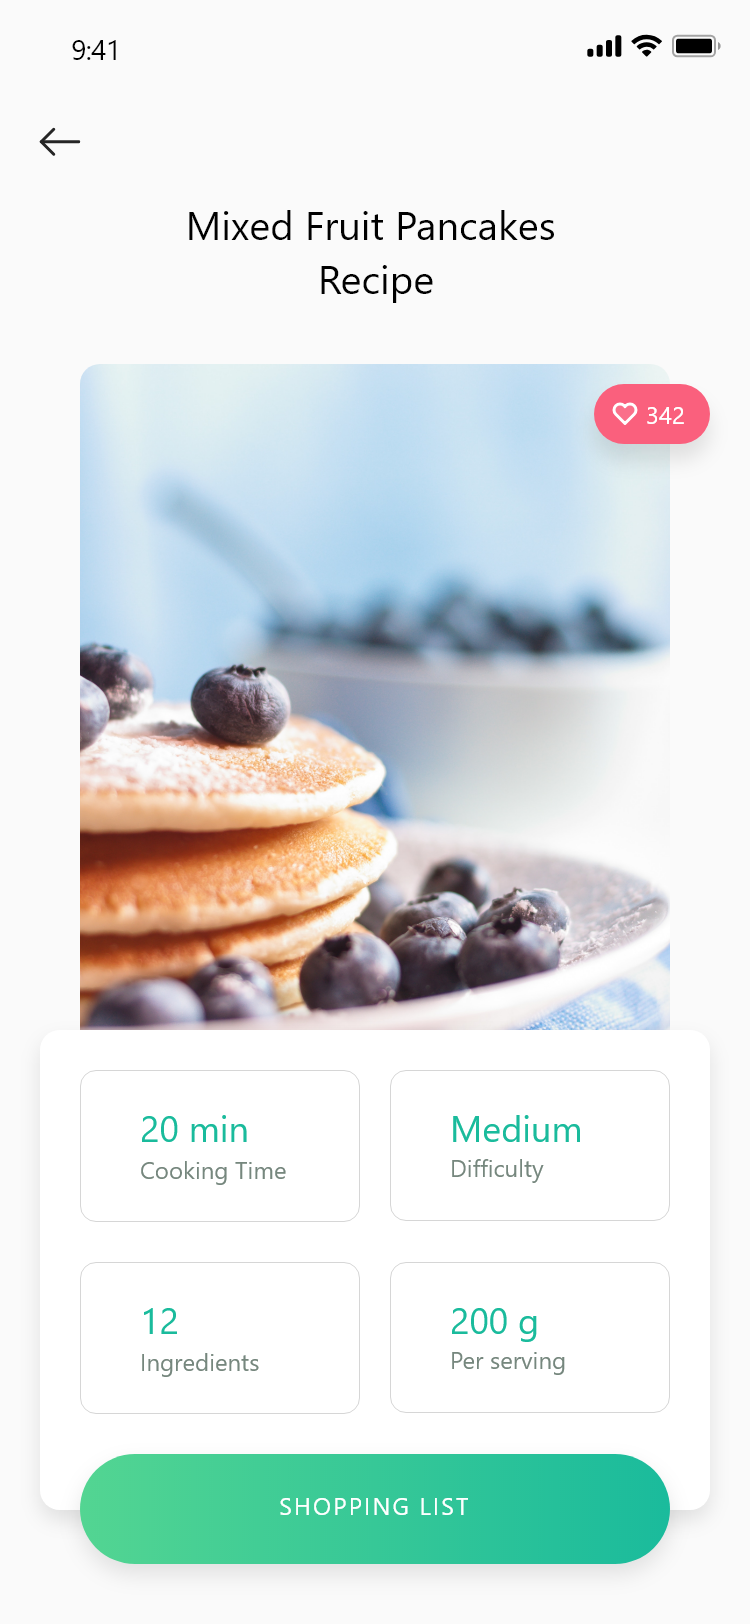 9:41
Mixed Fruit Pancakes
Recipe
342
20 min
Cooking Time
Medium
Difficulty
12
Ingredients
200 g
Per serving
SHOPPING LIST